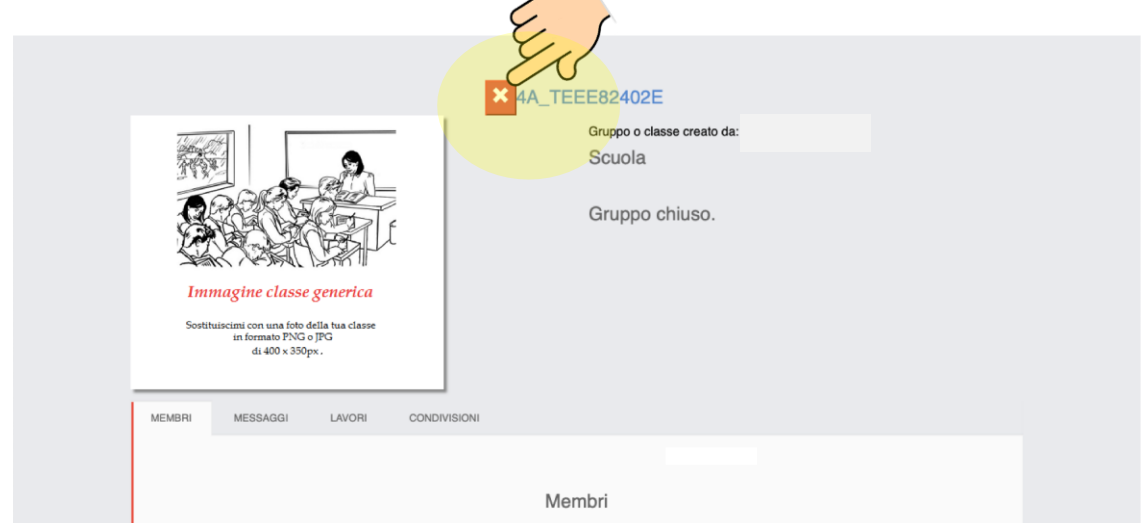 4A_TEEE82402E
Gruppo o classe creato da:
Scuola
Gruppo chiuso.
Immagine classe generica
Sostituiscimi con una foto della tua classe
in formato PNG o JPG
di 400 x 350px.
MEMBRI MESSAGGI LAVORI CONDIVISIONI
Membri